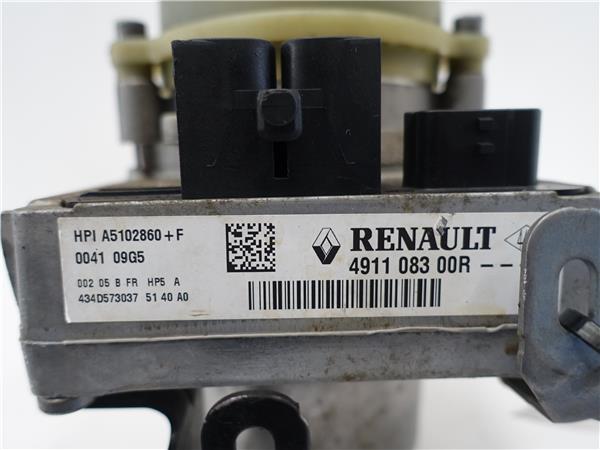 HPI A5102860+F
0041 09G5
002 05 B FR HP5 A
434D573037 51 40 A0
RENAULT
4911 083 00R --